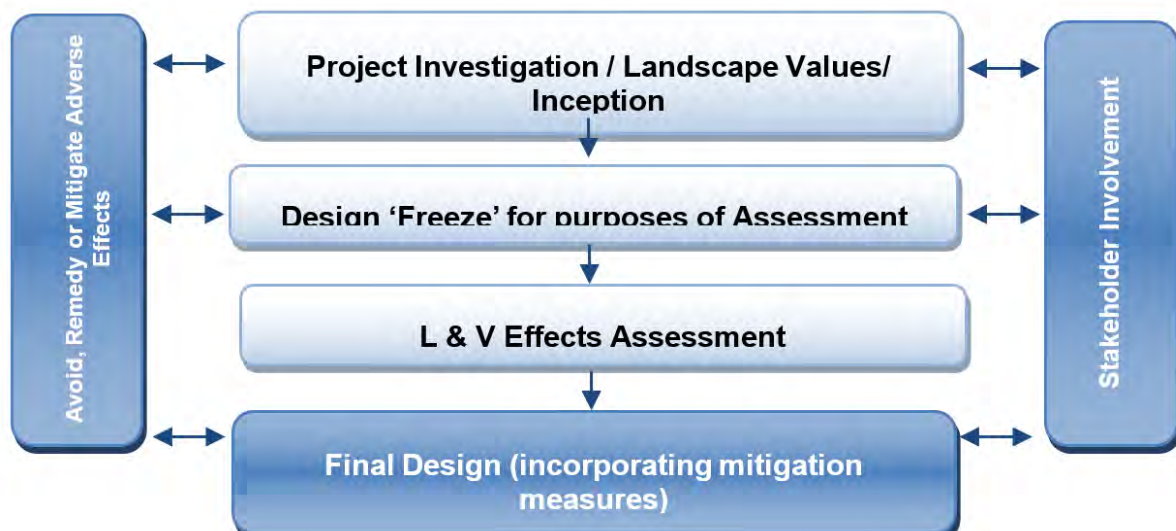 Avoid, Remedy or Mitigate Adverse
Effects
Project Investigation / Landscape Values/
Inception
Design ‘Freeze’ for purposes of Assessment
L & V Effects Assessment
Final Design (incorporating mitigation
measures)
Stakeholder Involvement